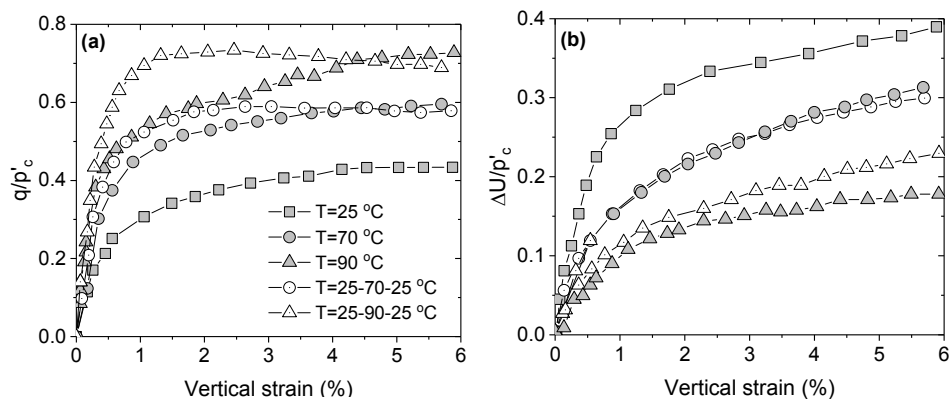 (a)
q/p'c
0.8
0.6
0.4
0.2
0.0
T=25 °C
T=70 °C
T=90 °C
T=25-70-25 °C
T=25-90-25 °C
0 1 2 3 4 5 6
Vertical strain (%)
(b)
ΔU/p'c
0.4
0.3
0.2
0.1
0.0
0 1 2 3 4 5 6
Vertical strain (%)